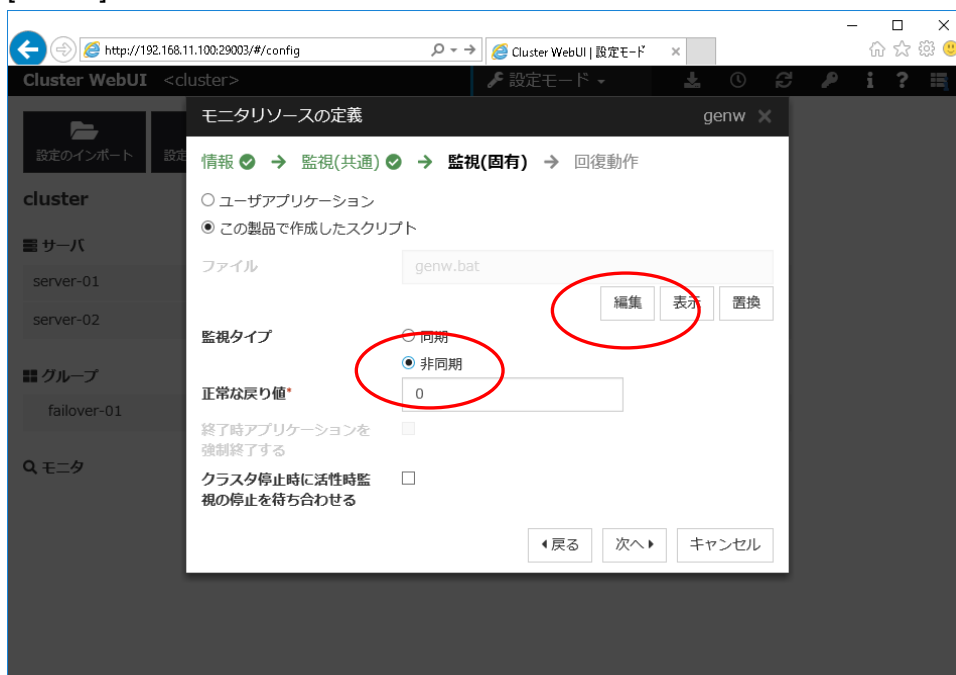 http://192.168.11.100:29003/#/config
Cluster WebUI | 設定モード
Cluster WebUI <cluster>
設定モード
設定のインポート
設定
cluster
サーバ
server-01
server-02
グループ
failover-01
モニタ
モニタリソースの定義 genw
情報 → 監視(共通) → 監視(固有) → 回復動作
ユーザアプリケーション
この製品で作成したスクリプト
ファイル genw.bat
編集 表示 置換
監視タイプ 同期
非同期
正常な戻り値* 0
終了時アプリケーションを
強制終了する
クラスタ停止時に活性時監
視の停止を待ち合わせる
戻る 次へ キャンセル